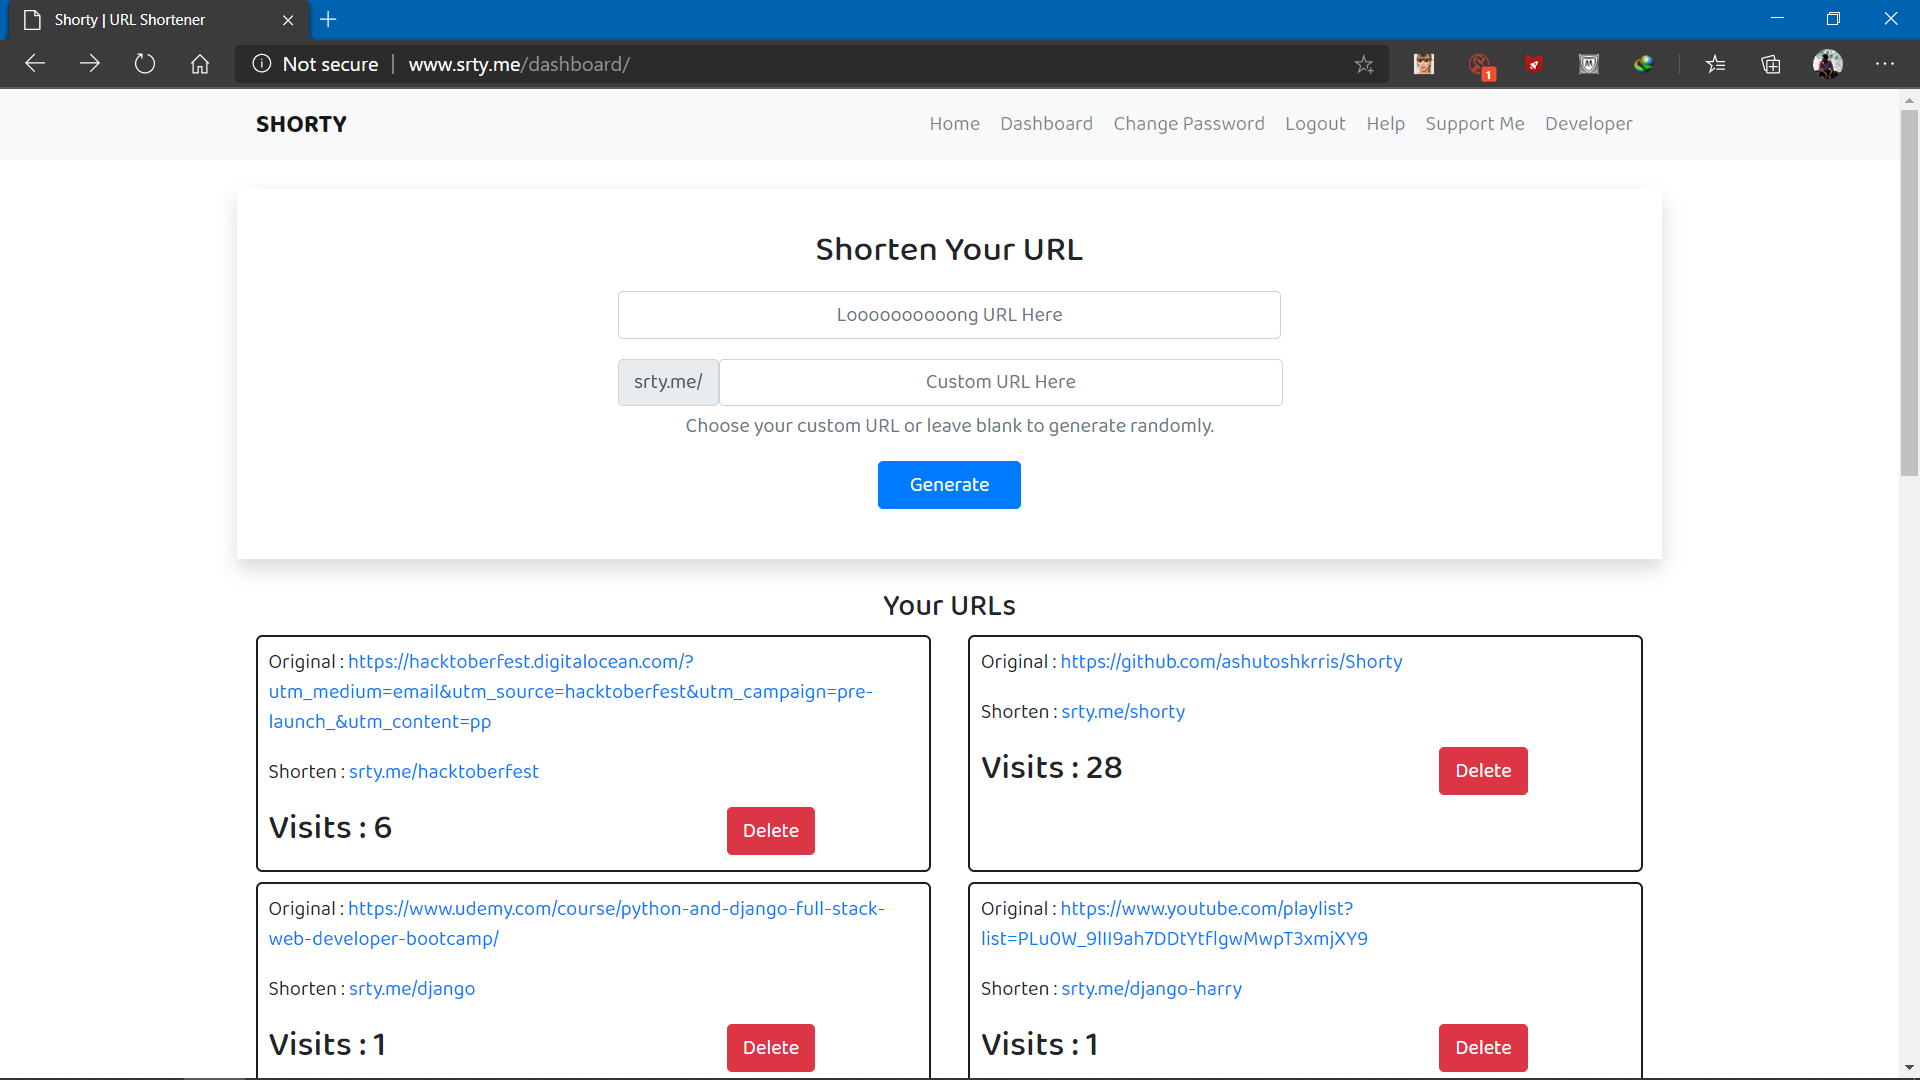 Shorty | URL Shortener
Not secure | www.srty.me/dashboard/
1
SHORTY
Home Dashboard Change Password Logout Help Support Me Developer
Shorten Your URL
Looooooooooong URL Here
srty.me/ Custom URL Here
Choose your custom URL or leave blank to generate randomly.
Generate
Your URLs
Original : https://hacktoberfest.digitalocean.com/?
utm_medium=email&utm_source=hacktoberfest&utm_campaign=pre-
launch_&utm_content=pp
Shorten : srty.me/hacktoberfest
Visits : 6 Delete
Original : https://github.com/ashutoshkrris/Shorty
Shorten : srty.me/shorty
Visits : 28 Delete
Original : https://www.udemy.com/course/python-and-django-full-stack-
web-developer-bootcamp/
Shorten : srty.me/django
Visits : 1 Delete
Original : https://www.youtube.com/playlist?
list=PLu0W_9lII9ah7DDtYtflgwMwpT3xmjXY9
Shorten : srty.me/django-harry
Visits : 1 Delete